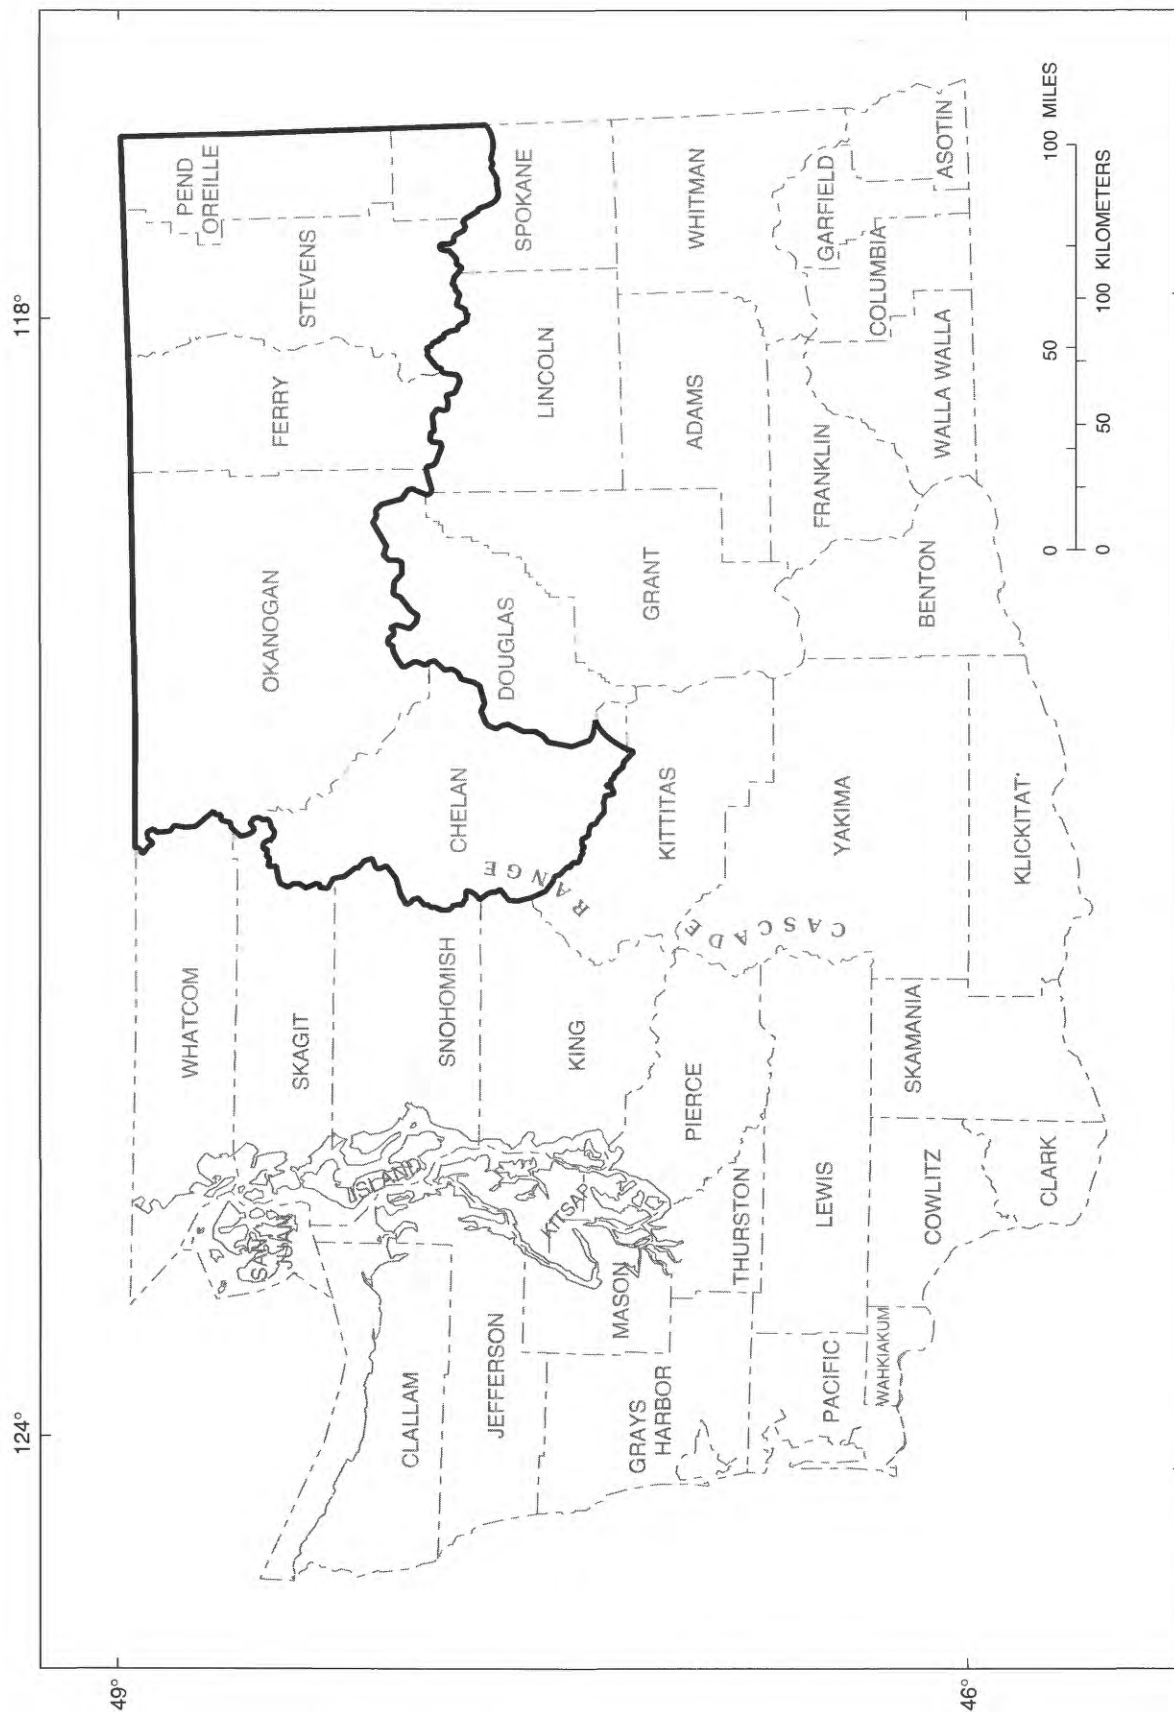 124°
118°
49°
46°
WHATCOM
SAN
JUAN
SKAGIT
ISLAND
SNOHOMISH
CLALLAM
JEFFERSON
KITSAP
KING
MASON
GRAYS
HARBOR
PIERCE
THURSTON
PACIFIC
LEWIS
WAHKIAKUM
COWLITZ
SKAMANIA
CLARK
OKANOGAN
FERRY
STEVENS
PEND
OREILLE
CHELAN
DOUGLAS
LINCOLN
SPOKANE
KITTITAS
GRANT
ADAMS
WHITMAN
CASCADE
RANGE
YAKIMA
FRANKLIN
GARFIELD
COLUMBIA
BENTON
WALLA WALLA
ASOTIN
KLICKITAT
0 50 100 MILES
0 50 100 KILOMETERS